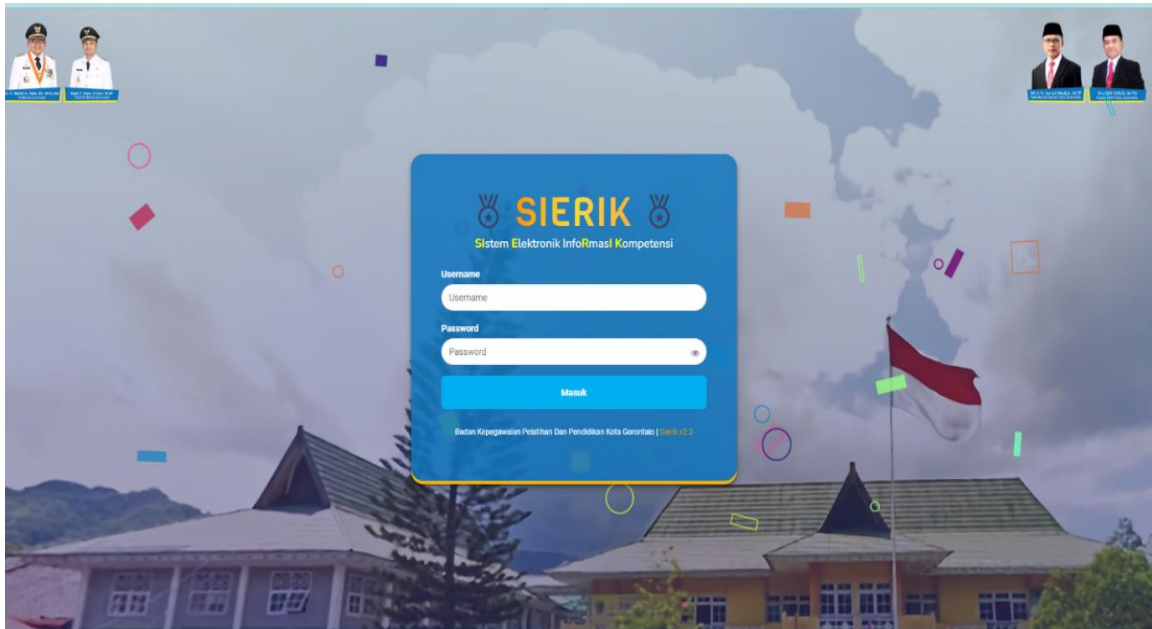 SIERIK
SIstem Elektronik InfoRmasI Kompetensi
Username
Username
Password
Password
Masuk
Badan Kepegawaian Pelatihan Dan Pendidikan Kota Gorontalo | Sierik v2.3